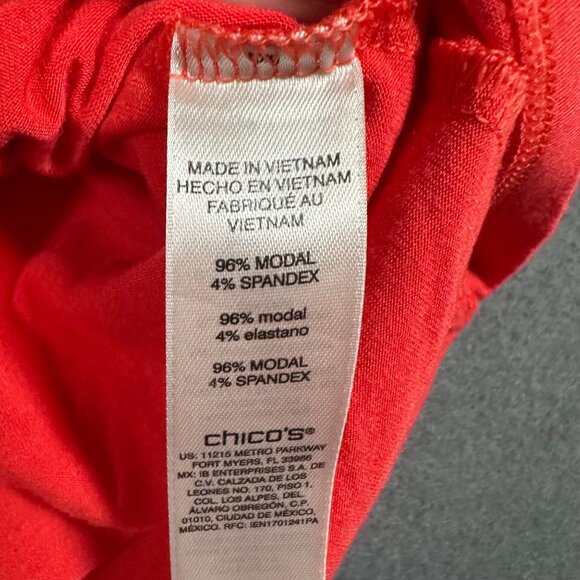 MADE IN VIETNAM
HECHO EN VIETNAM
FABRIQUÉ AU
VIETNAM
96% MODAL
4% SPANDEX
96% modal
4% elastano
96% MODAL
4% SPANDEX
chico's®
US: 11215 METRO PARKWAY
FORT MYERS, FL 33966
MX: IB ENTERPRISES S.A. DE
C.V. CALZADA DE LOS
LEONES NO. 170, PISO 1,
COL. LOS ALPES, DEL.
ÁLVARO OBREGÓN, C.P.
01010, CIUDAD DE MÉXICO,
MÉXICO. RFC: IEN1701241PA